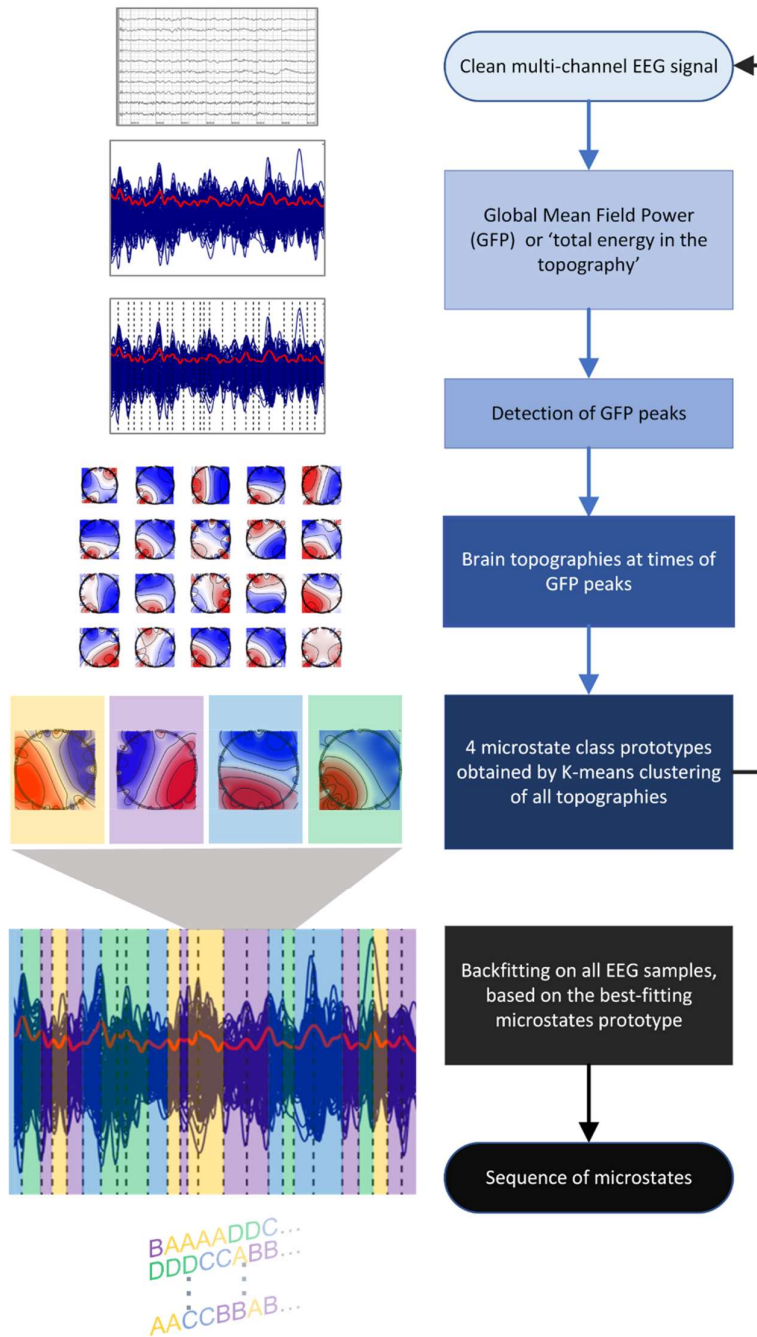 Clean multi-channel EEG signal
Global Mean Field Power
(GFP) or ‘total energy in the
topography’
Detection of GFP peaks
Brain topographies at times of
GFP peaks
4 microstate class prototypes
obtained by K-means clustering
of all topographies
Backfitting on all EEG samples,
based on the best-fitting
microstates prototype
Sequence of microstates
BAAAADDC...
DDDCCABB...
AACCBBAB...